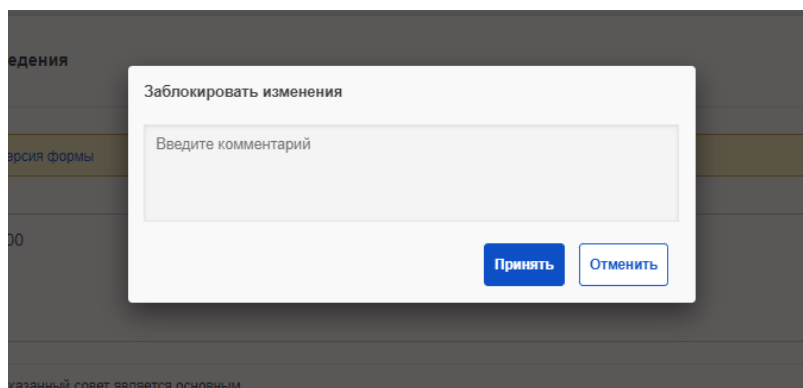 едения
Заблокировать изменения
Введите комментарий
ерсия формы
00
Принять Отменить
казанный совет является основным